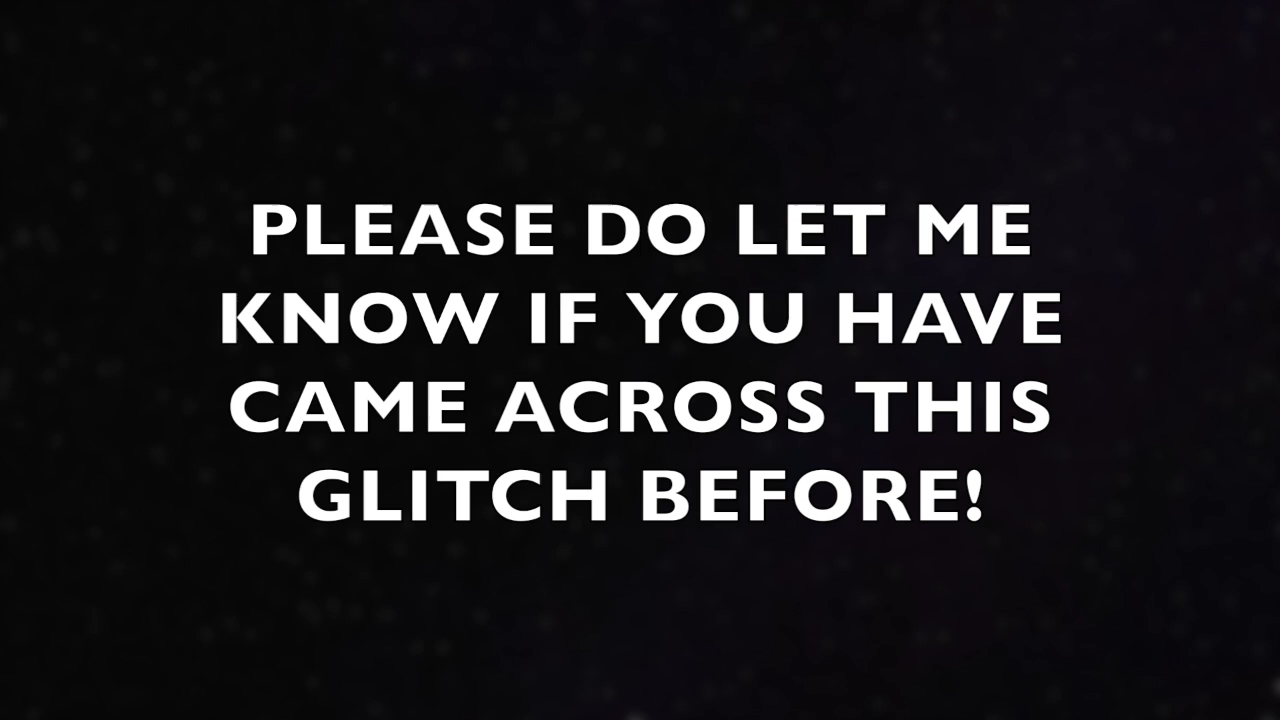 PLEASE DO LET ME
KNOW IF YOU HAVE
CAME ACROSS THIS
GLITCH BEFORE!